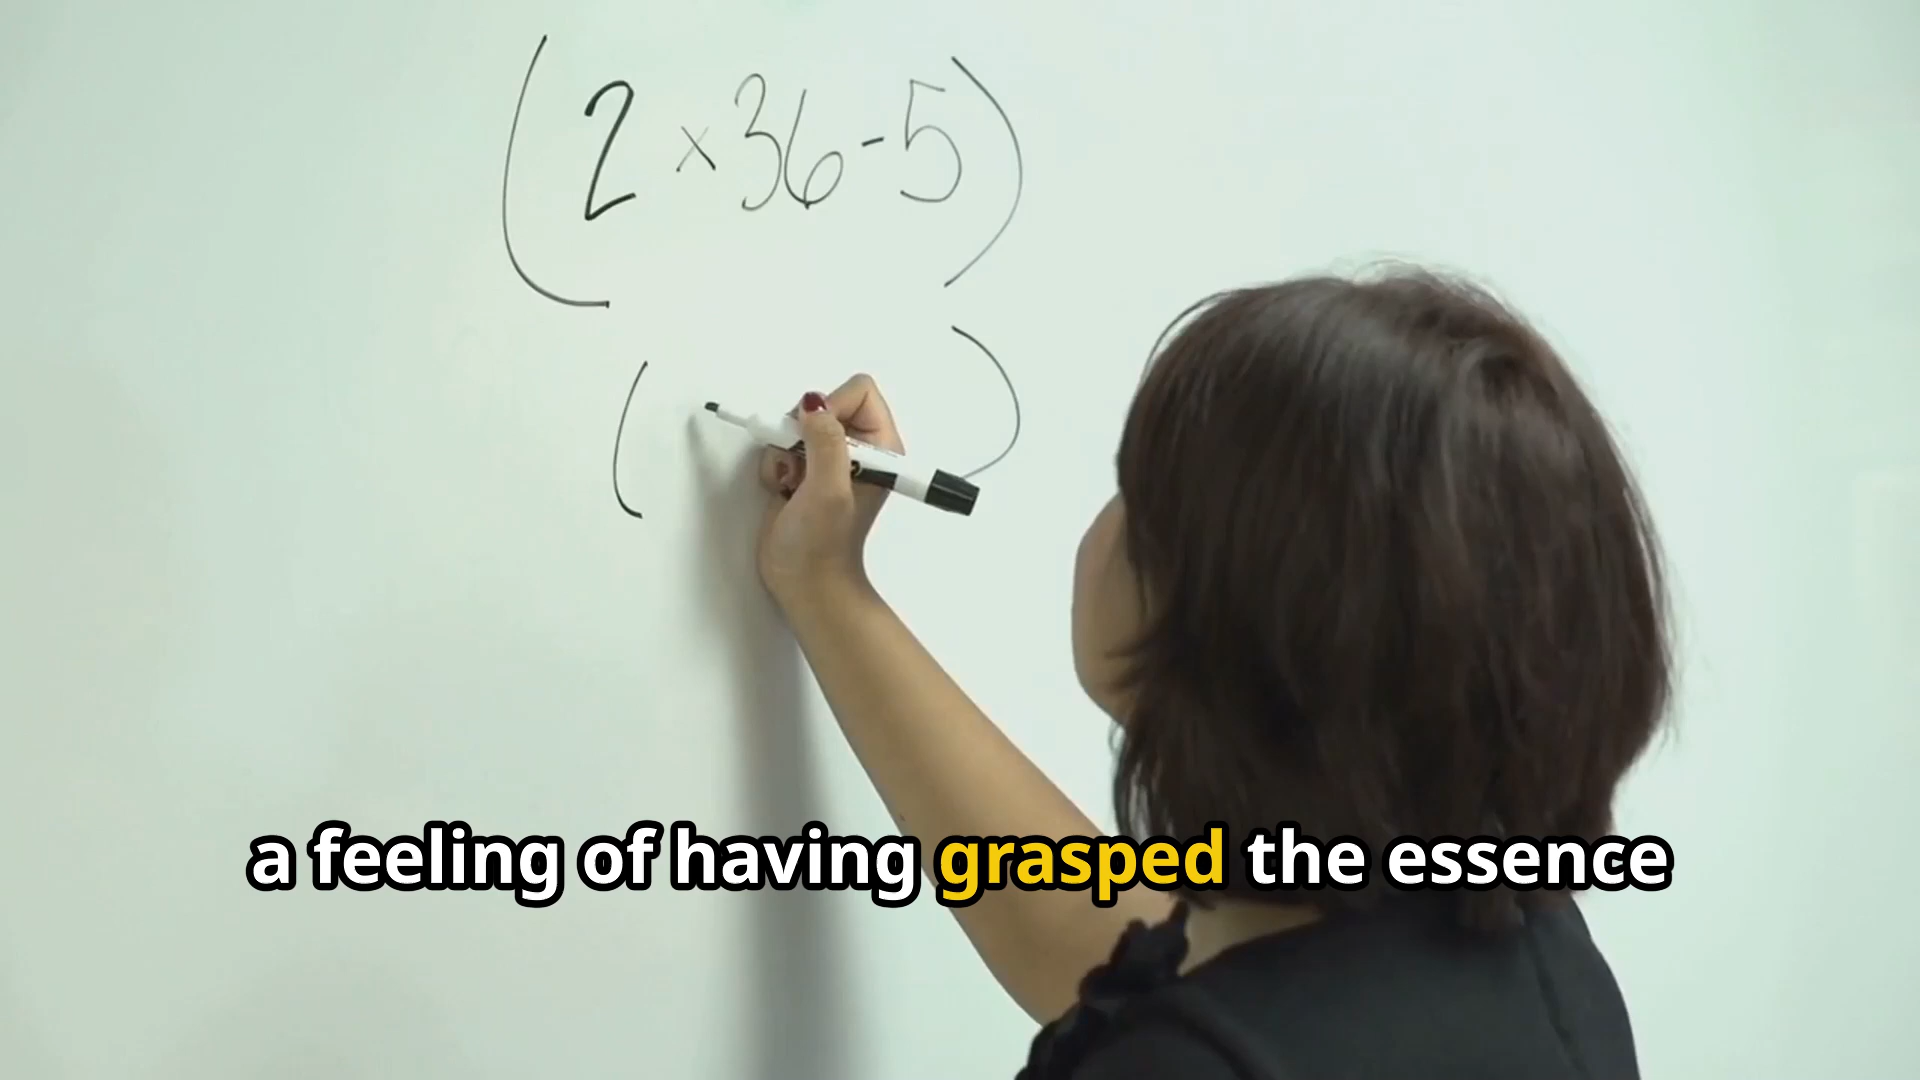 (2 × 36 - 5)
( )
a feeling of having grasped the essence